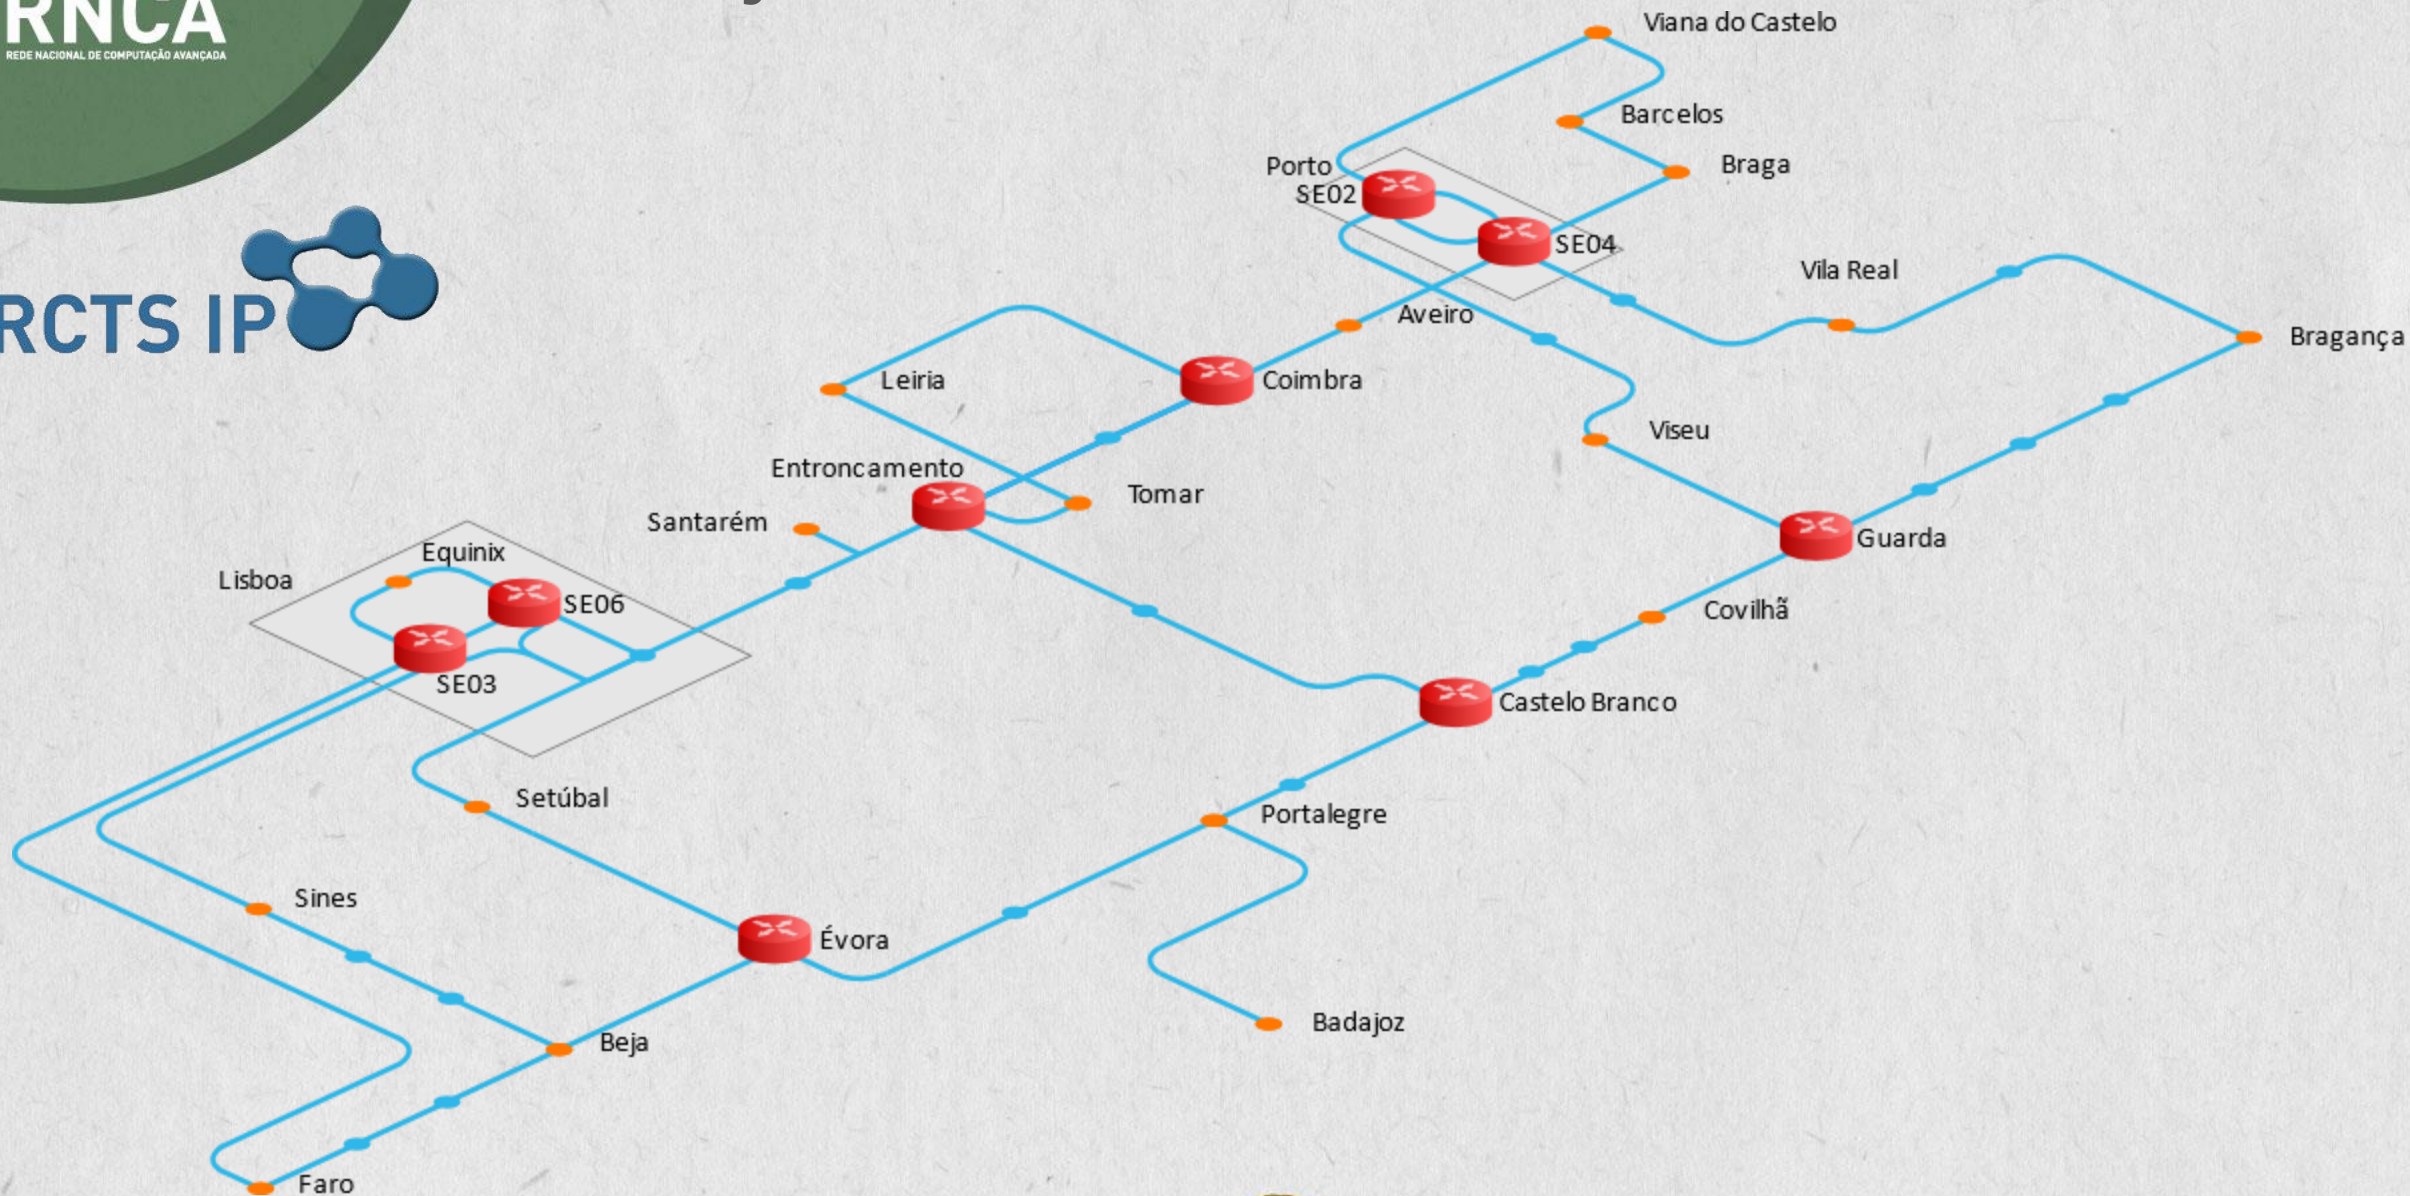 RNCA
REDE NACIONAL DE COMPUTAÇÃO AVANÇADA
RCTS IP
Viana do Castelo
Barcelos
Braga
Porto
SE02
SE04
Vila Real
Bragança
Aveiro
Leiria
Coimbra
Viseu
Entroncamento
Tomar
Santarém
Guarda
Equinix
Lisboa
SE06
Covilhã
SE03
Castelo Branco
Setúbal
Portalegre
Sines
Évora
Badajoz
Beja
Faro